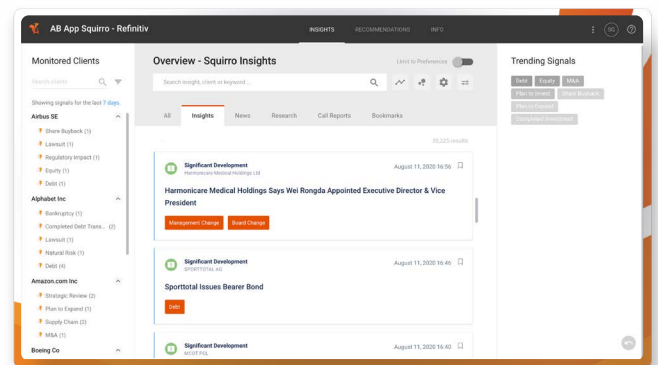 AB App Squirro - Refinitiv
INSIGHTS
RECOMMENDATIONS
INFO
SG
Monitored Clients
Search clients
Showing signals for the last 7 days.
Airbus SE
Share Buyback (1)
Lawsuit (1)
Regulatory Impact (1)
Equity (1)
Debt (1)
Alphabet Inc
Bankruptcy (1)
Completed Debt Trans... (2)
Lawsuit (1)
Natural Risk (1)
Debt (4)
Amazon.com Inc
Strategic Review (2)
Plan to Expand (1)
Supply Chain (3)
M&A (1)
Boeing Co
Overview - Squirro Insights
Limit to Preferences
Search insight, client or keyword...
All
Insights
News
Research
Call Reports
Bookmarks
results
Significant Development
August 11, 2020 16:56
Harmonicare Medical Holdings Ltd
Harmonicare Medical Holdings Says Wei Rongda Appointed Executive Director & Vice
President
Management Change
Board Change
Significant Development
August 11, 2020 16:46
SPORTTOTAL AG
Sporttotal Issues Bearer Bond
Debt
Significant Development
August 11, 2020 16:40
MCOT PCL
Trending Signals
Debt
Equity
M&A
Plan to Invest
Share Buyback
Plan to Expand
Completed Investment